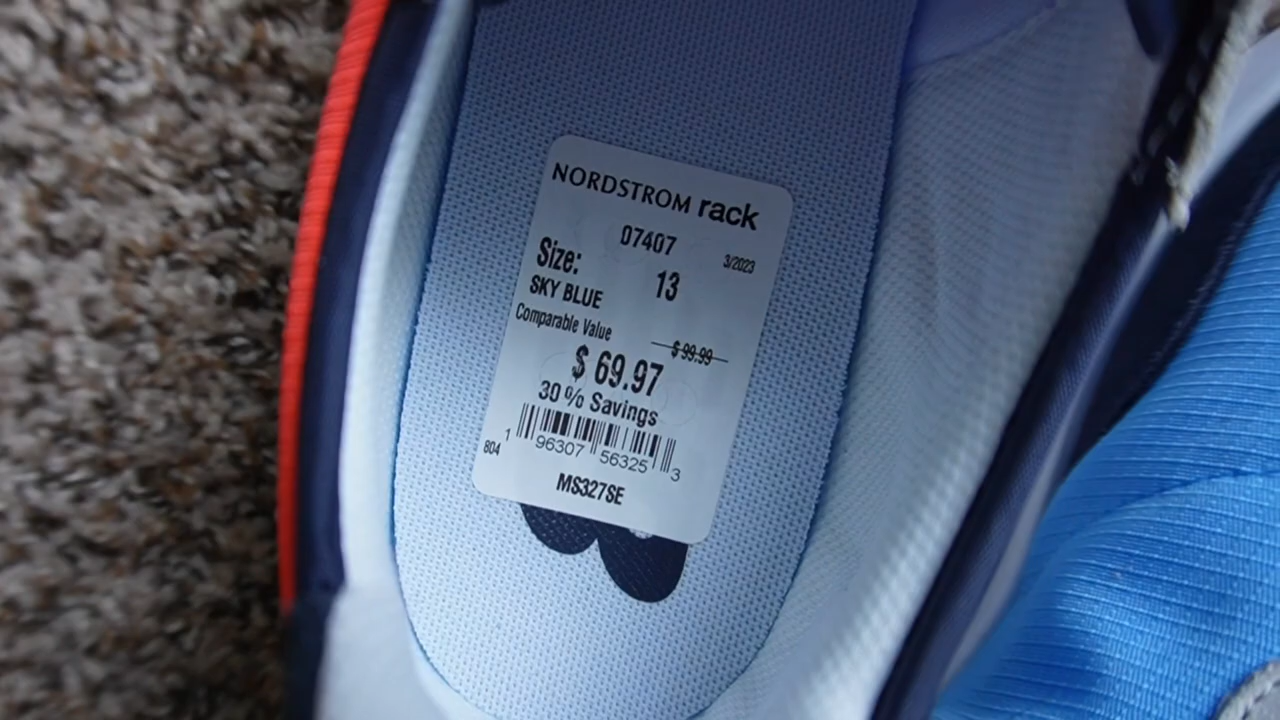 NORDSTROM rack
07407
3/2023
Size: 13
SKY BLUE
Comparable Value $ 99.99
$ 69.97
30 % Savings
804 1 96307 56325 3
MS327SE